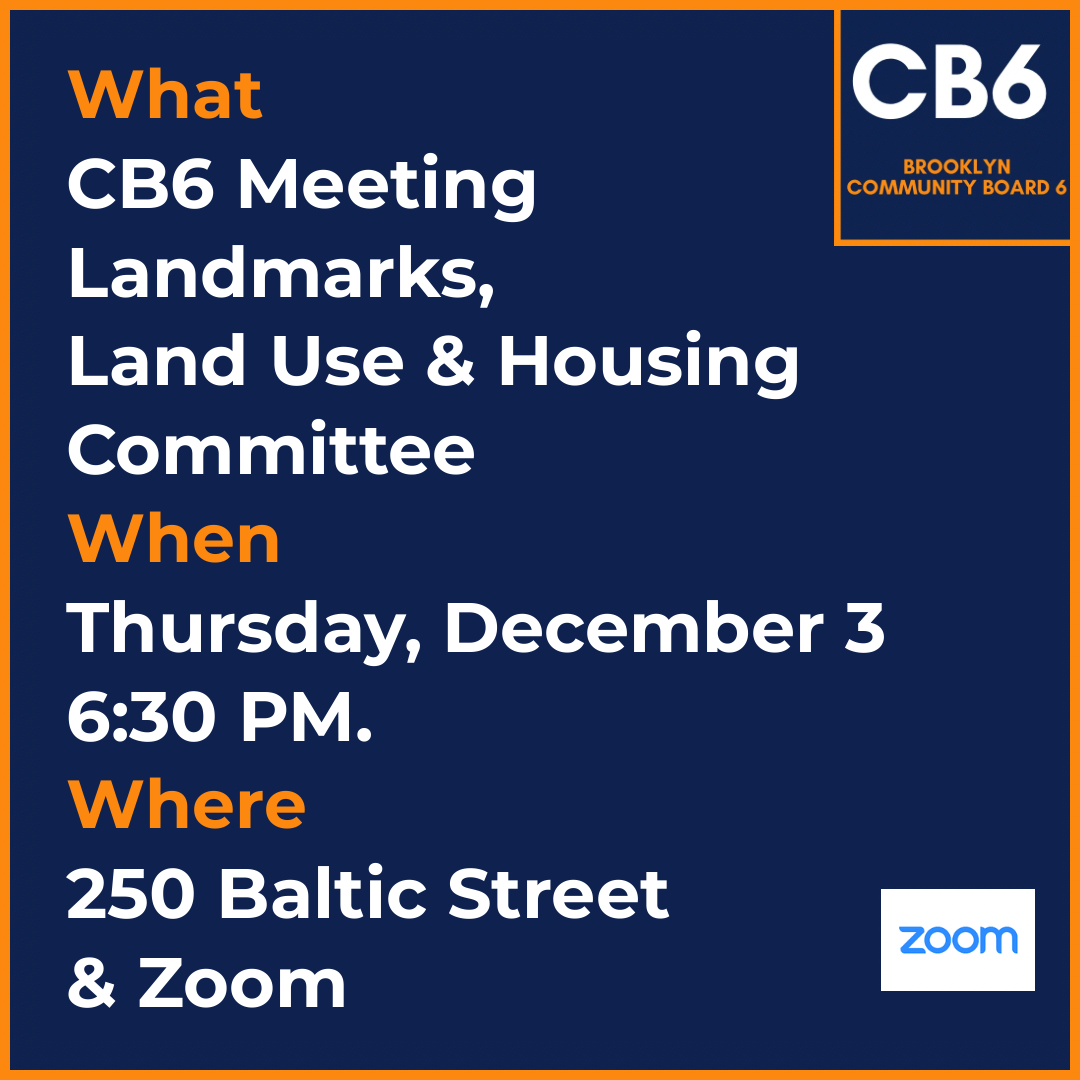 What
CB6 Meeting
Landmarks,
Land Use & Housing
Committee
When
Thursday, December 3
6:30 PM.
Where
250 Baltic Street
& Zoom
CB6
BROOKLYN
COMMUNITY BOARD 6
zoom